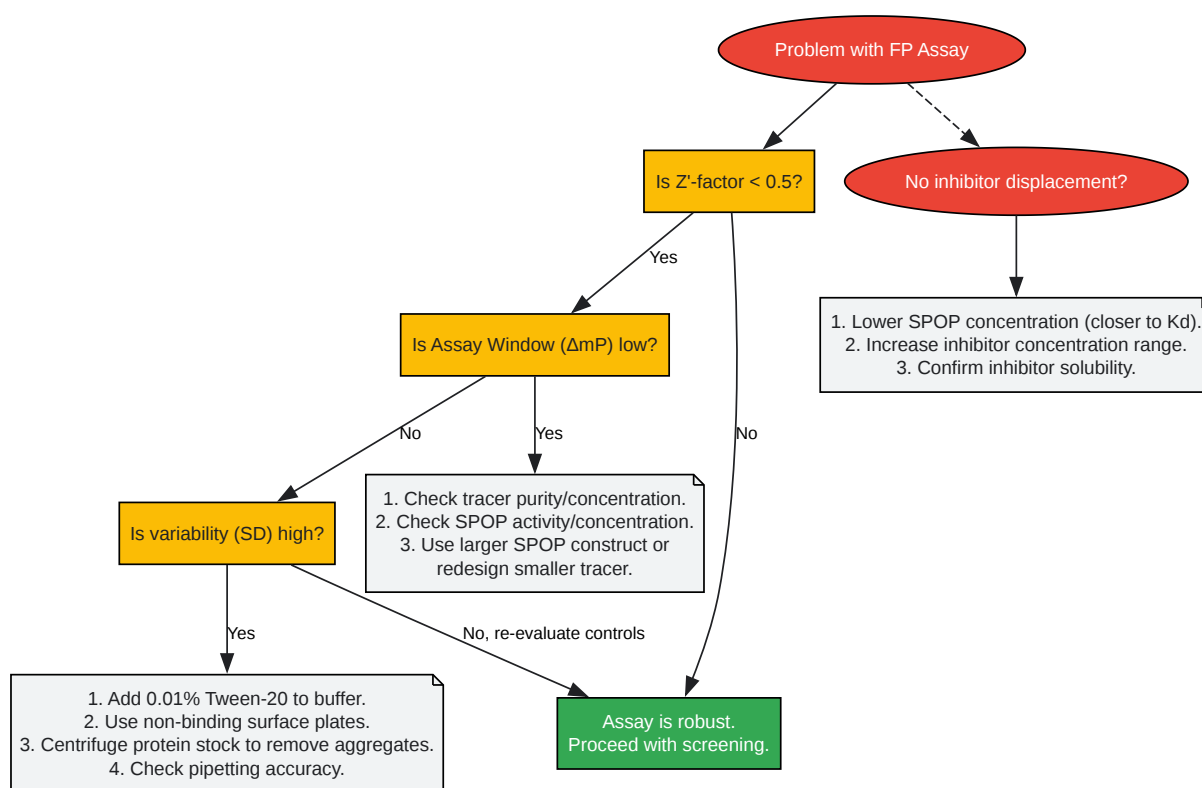 Problem with FP Assay
Is Z'-factor < 0.5?
No inhibitor displacement?
Yes
1. Lower SPOP concentration (closer to Kd).
2. Increase inhibitor concentration range.
3. Confirm inhibitor solubility.
Is Assay Window (ΔmP) low?
No
Yes
No
1. Check tracer purity/concentration.
2. Check SPOP activity/concentration.
3. Use larger SPOP construct or
redesign smaller tracer.
Is variability (SD) high?
Yes
No, re-evaluate controls
1. Add 0.01% Tween-20 to buffer.
2. Use non-binding surface plates.
3. Centrifuge protein stock to remove aggregates.
4. Check pipetting accuracy.
Assay is robust.
Proceed with screening.